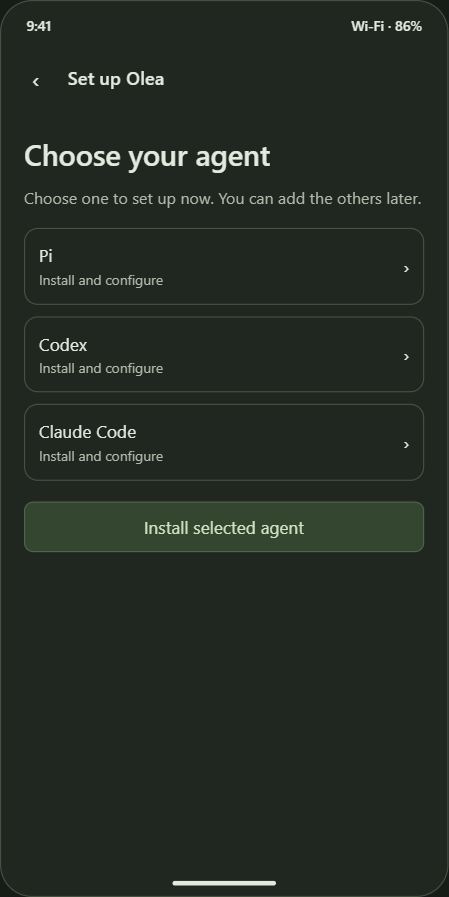 9:41
Wi-Fi · 86%
‹ Set up Olea
Choose your agent
Choose one to set up now. You can add the others later.
Pi
Install and configure
›
Codex
Install and configure
›
Claude Code
Install and configure
›
Install selected agent